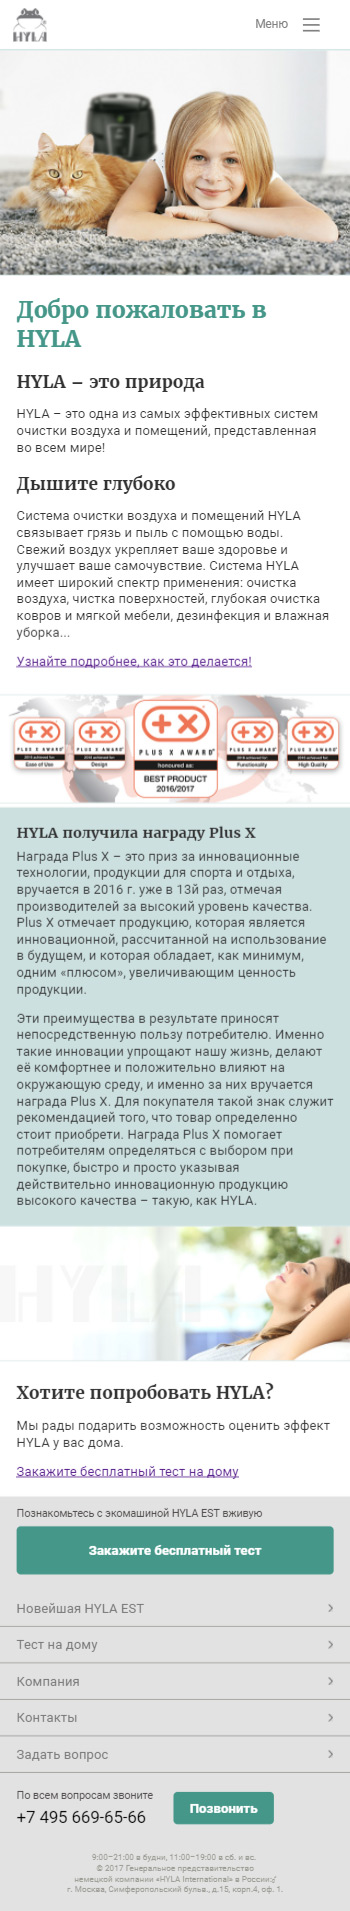 HYLA
Меню
Добро пожаловать в
HYLA
HYLA – это природа
HYLA – это одна из самых эффективных систем
очистки воздуха и помещений, представленная
во всем мире!
Дышите глубоко
Система очистки воздуха и помещений HYLA
связывает грязь и пыль с помощью воды.
Свежий воздух укрепляет ваше здоровье и
улучшает ваше самочувствие. Система HYLA
имеет широкий спектр применения: очистка
воздуха, чистка поверхностей, глубокая очистка
ковров и мягкой мебели, дезинфекция и влажная
уборка...
Узнайте подробнее, как это делается!
PLUS X AWARD
Ease of Use
PLUS X AWARD
Design
PLUS X AWARD
honoured as:
BEST PRODUCT
2016/2017
PLUS X AWARD
Functionality
PLUS X AWARD
High Quality
HYLA получила награду Plus X
Награда Plus X – это приз за инновационные
технологии, продукции для спорта и отдыха,
вручается в 2016 г. уже в 13й раз, отмечая
производителей за высокий уровень качества.
Plus X отмечает продукцию, которая является
инновационной, рассчитанной на использование
в будущем, и которая обладает, как минимум,
одним «плюсом», увеличивающим ценность
продукции.
Эти преимущества в результате приносят
непосредственную пользу потребителю. Именно
такие инновации упрощают нашу жизнь, делают
её комфортнее и положительно влияют на
окружающую среду, и именно за них вручается
награда Plus X. Для покупателя такой знак служит
рекомендацией того, что товар определенно
стоит приобрети. Награда Plus X помогает
потребителям определяться с выбором при
покупке, быстро и просто указывая
действительно инновационную продукцию
высокого качества – такую, как HYLA.
HYLA
Хотите попробовать HYLA?
Мы рады подарить возможность оценить эффект
HYLA у вас дома.
Закажите бесплатный тест на дому
Познакомьтесь с экомашиной HYLA EST вживую
Закажите бесплатный тест
Новейшая HYLA EST
Тест на дому
Компания
Контакты
Задать вопрос
По всем вопросам звоните
+7 495 669-65-66
Позвонить
9:00–21:00 в будни, 11:00–19:00 в сб. и вс.
© 2017 Генеральное представительство
немецкой компании «HYLA International» в России
г. Москва, Симферопольский бульв., д.15, корп.4, оф. 1.